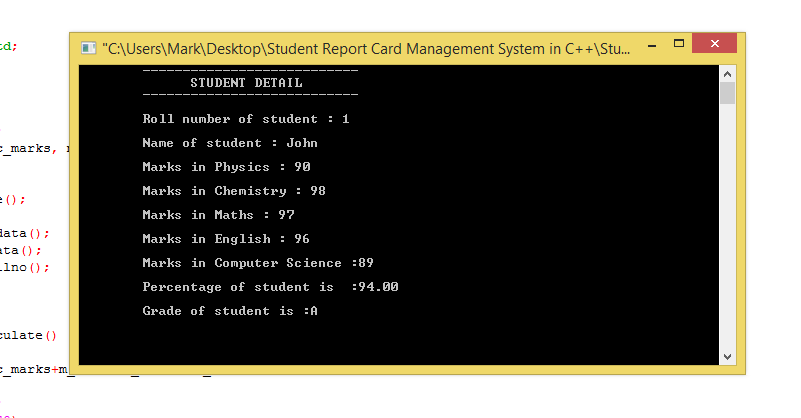 "C:\Users\Mark\Desktop\Student Report Card Management System in C++\Stu...
STUDENT DETAIL
Roll number of student : 1
Name of student : John
Marks in Physics : 90
Marks in Chemistry : 98
Marks in Maths : 97
Marks in English : 96
Marks in Computer Science :89
Percentage of student is  :94.00
Grade of student is :A
td;
c_marks,
e();
data();
ata();
llno();
culate()
c_marks+m_